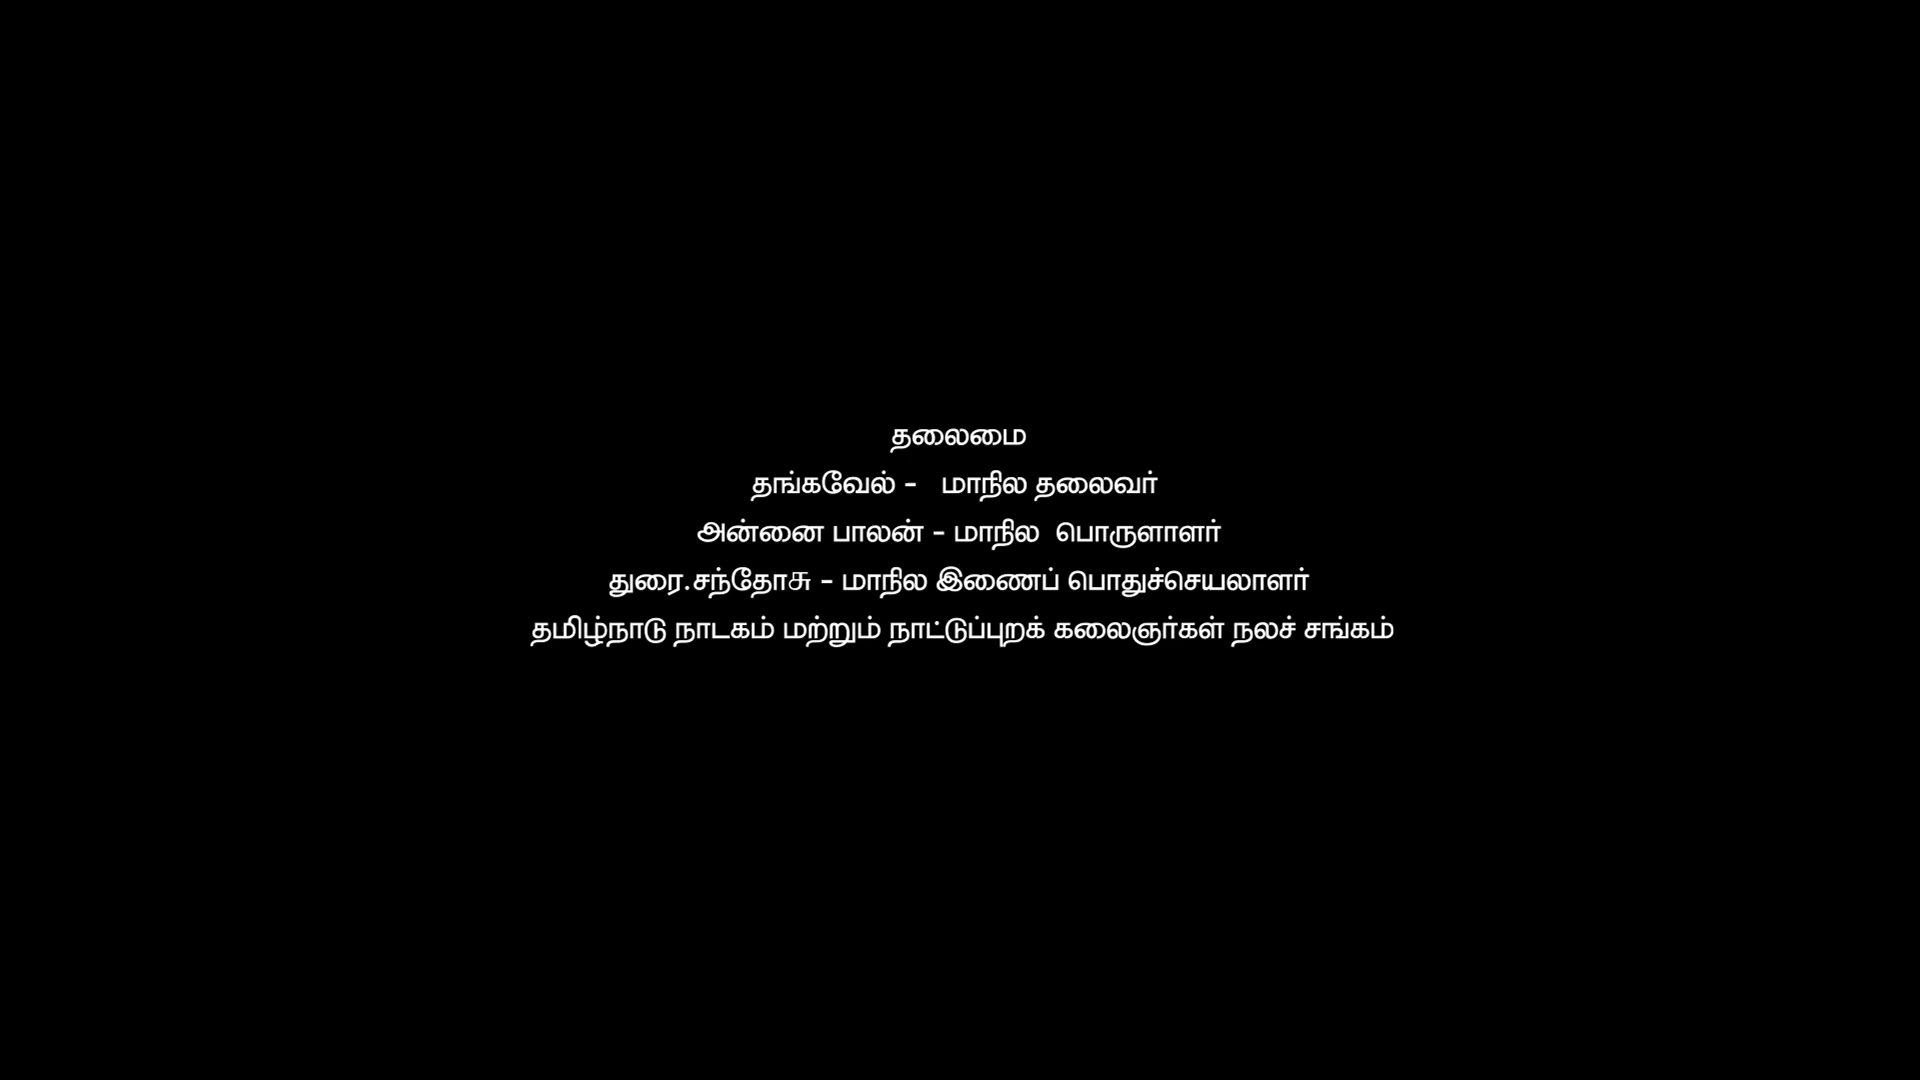 தலைமை
தங்கவேல் - மாநில தலைவர்
அன்னை பாலன் - மாநில பொருளாளர்
துரை.சந்தோசு - மாநில இணைப் பொதுச்செயலாளர்
தமிழ்நாடு நாடகம் மற்றும் நாட்டுப்புறக் கலைஞர்கள் நலச் சங்கம்